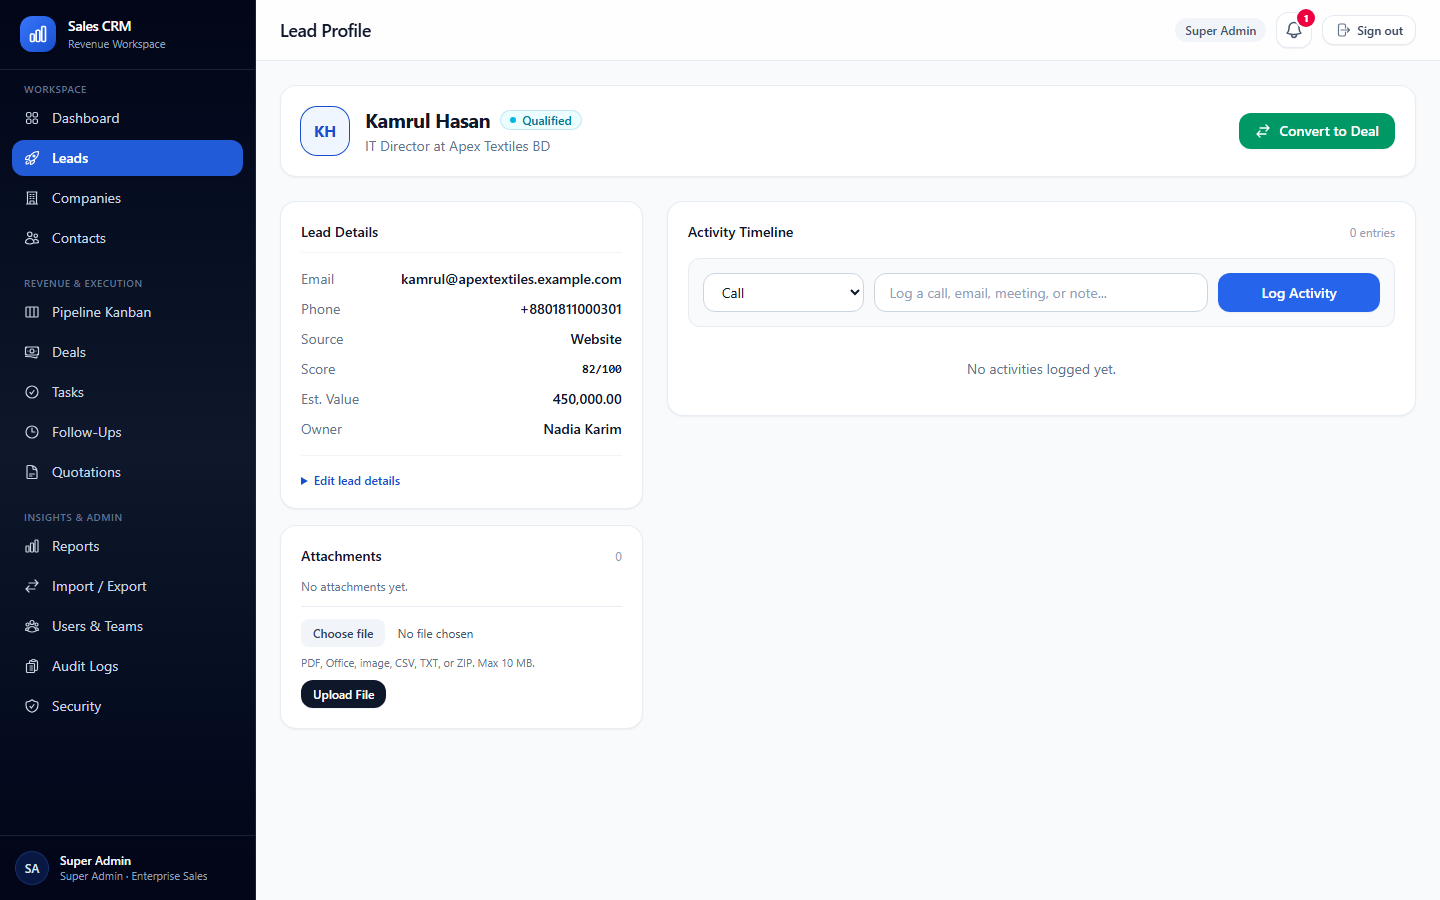 Sales CRM
Revenue Workspace
WORKSPACE
Dashboard
Leads
Companies
Contacts
REVENUE & EXECUTION
Pipeline Kanban
Deals
Tasks
Follow-Ups
Quotations
INSIGHTS & ADMIN
Reports
Import / Export
Users & Teams
Audit Logs
Security
SA
Super Admin
Super Admin · Enterprise Sales
Lead Profile
Super Admin
1
Sign out
KH
Kamrul Hasan
Qualified
IT Director at Apex Textiles BD
Convert to Deal
Lead Details
Email kamrul@apextextiles.example.com
Phone +8801811000301
Source Website
Score 82/100
Est. Value 450,000.00
Owner Nadia Karim
Edit lead details
Attachments 0
No attachments yet.
Choose file No file chosen
PDF, Office, image, CSV, TXT, or ZIP. Max 10 MB.
Upload File
Activity Timeline 0 entries
Call Log a call, email, meeting, or note... Log Activity
No activities logged yet.